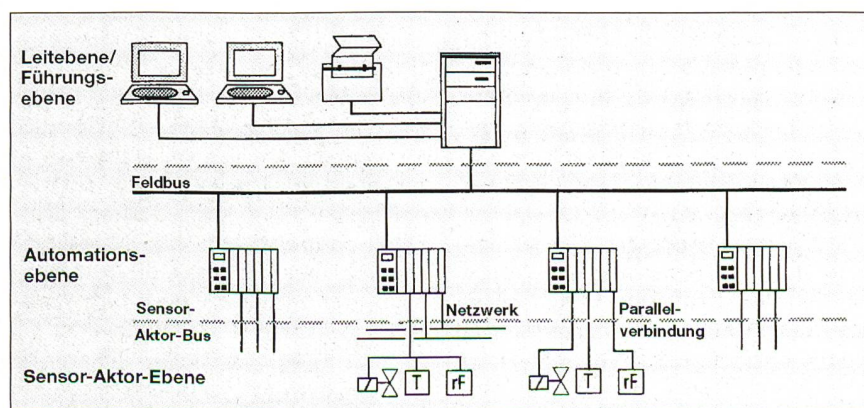 Leitebene/
Führungs-
ebene
Feldbus
Automations-
ebene
Sensor-
Aktor-Bus
Netzwerk
Parallel-
verbindung
Sensor-Aktor-Ebene
T
rF
T
rF